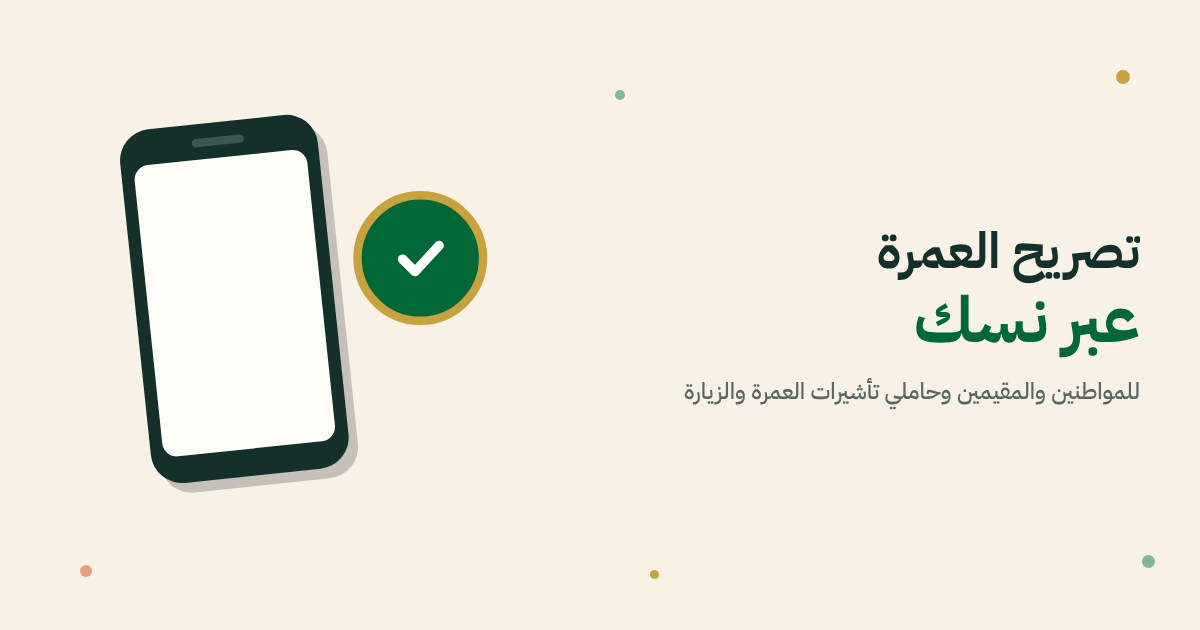 تصريح العمرة
عبر نسك
للمواطنين والمقيمين وحاملي تأشيرات العمرة والزيارة